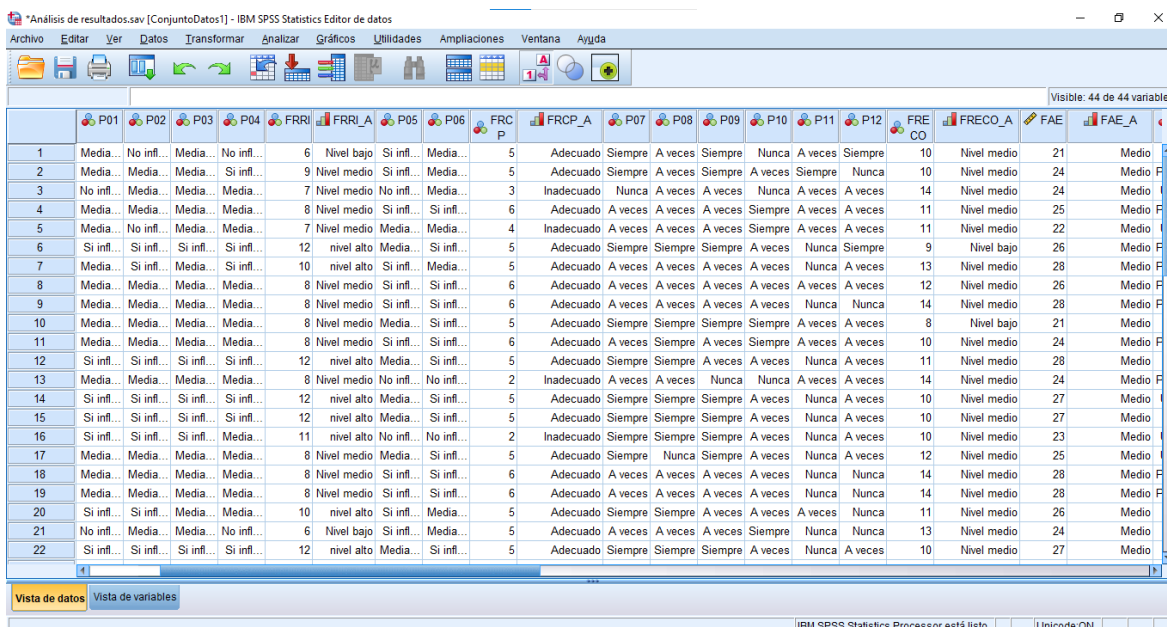 *Análisis de resultados.sav [ConjuntoDatos1] - IBM SPSS Statistics Editor de datos
Archivo Editar Ver Datos Transformar Analizar Gráficos Utilidades Ampliaciones Ventana Ayuda
Visible: 44 de 44 variable
P01 P02 P03 P04 FRRI FRRI_A P05 P06 FRCP FRCP_A P07 P08 P09 P10 P11 P12 FRECO FRECO_A FAE FAE_A
1 Media... No infl... Media... No infl... 6 Nivel bajo Si infl... Media... 5 Adecuado Siempre A veces Siempre Nunca A veces Siempre 10 Nivel medio 21 Medio
2 Media... Media... Media... Si infl... 9 Nivel medio Si infl... Media... 5 Adecuado Siempre A veces Siempre A veces Siempre Nunca 10 Nivel medio 24 Medio
3 No infl... Media... Media... Media... 7 Nivel medio No infl... Media... 3 Inadecuado Nunca A veces A veces Nunca A veces A veces 14 Nivel medio 24 Medio
4 Media... Media... Media... Media... 8 Nivel medio Si infl... Si infl... 6 Adecuado A veces A veces A veces Siempre A veces A veces 11 Nivel medio 25 Medio
5 Media... No infl... Media... Media... 7 Nivel medio Media... Media... 4 Inadecuado A veces A veces A veces Siempre A veces A veces 11 Nivel medio 22 Medio
6 Si infl... Si infl... Si infl... Si infl... 12 nivel alto Media... Si infl... 5 Adecuado Siempre Siempre Siempre A veces Nunca Siempre 9 Nivel bajo 26 Medio
7 Media... Si infl... Media... Si infl... 10 nivel alto Si infl... Media... 5 Adecuado A veces A veces A veces A veces Nunca A veces 13 Nivel medio 28 Medio
8 Media... Media... Media... Media... 8 Nivel medio Si infl... Si infl... 6 Adecuado A veces A veces A veces A veces A veces A veces 12 Nivel medio 26 Medio
9 Media... Media... Media... Media... 8 Nivel medio Si infl... Si infl... 6 Adecuado A veces A veces A veces A veces Nunca Nunca 14 Nivel medio 28 Medio
10 Media... Media... Media... Media... 8 Nivel medio Media... Si infl... 5 Adecuado Siempre Siempre Siempre Siempre A veces A veces 8 Nivel bajo 21 Medio
11 Media... Media... Media... Media... 8 Nivel medio Si infl... Si infl... 6 Adecuado A veces A veces Siempre Siempre A veces A veces 10 Nivel medio 24 Medio
12 Si infl... Si infl... Si infl... Si infl... 12 nivel alto Media... Si infl... 5 Adecuado Siempre Siempre Siempre A veces Nunca A veces 11 Nivel medio 28 Medio
13 Media... Media... Media... Media... 8 Nivel medio No infl... No infl... 2 Inadecuado A veces A veces Nunca Nunca A veces A veces 14 Nivel medio 24 Medio
14 Si infl... Si infl... Si infl... Si infl... 12 nivel alto Media... Si infl... 5 Adecuado Siempre Siempre Siempre A veces Nunca A veces 10 Nivel medio 27 Medio
15 Si infl... Si infl... Si infl... Si infl... 12 nivel alto Media... Si infl... 5 Adecuado Siempre Siempre Siempre A veces Nunca A veces 10 Nivel medio 27 Medio
16 Si infl... Si infl... Si infl... Media... 11 nivel alto No infl... No infl... 2 Inadecuado Siempre Siempre Siempre A veces Nunca A veces 10 Nivel medio 23 Medio
17 Media... Media... Media... Media... 8 Nivel medio Media... Si infl... 5 Adecuado Siempre Nunca Siempre A veces Nunca A veces 12 Nivel medio 25 Medio
18 Media... Media... Media... Media... 8 Nivel medio Si infl... Si infl... 6 Adecuado A veces A veces A veces A veces Nunca Nunca 14 Nivel medio 28 Medio
19 Media... Media... Media... Media... 8 Nivel medio Si infl... Si infl... 6 Adecuado A veces A veces A veces A veces Nunca Nunca 14 Nivel medio 28 Medio
20 Si infl... Si infl... Media... Media... 10 nivel alto Si infl... Media... 5 Adecuado Siempre Siempre A veces A veces A veces Nunca 11 Nivel medio 26 Medio
21 No infl... Media... Media... No infl... 6 Nivel bajo Si infl... Media... 5 Adecuado A veces A veces A veces Siempre Nunca Nunca 13 Nivel medio 24 Medio
22 Si infl... Si infl... Si infl... Si infl... 12 nivel alto Media... Si infl... 5 Adecuado Siempre Siempre Siempre A veces Nunca A veces 10 Nivel medio 27 Medio
Vista de datos Vista de variables
IBM SPSS Statistics Processor está listo Unicode:ON